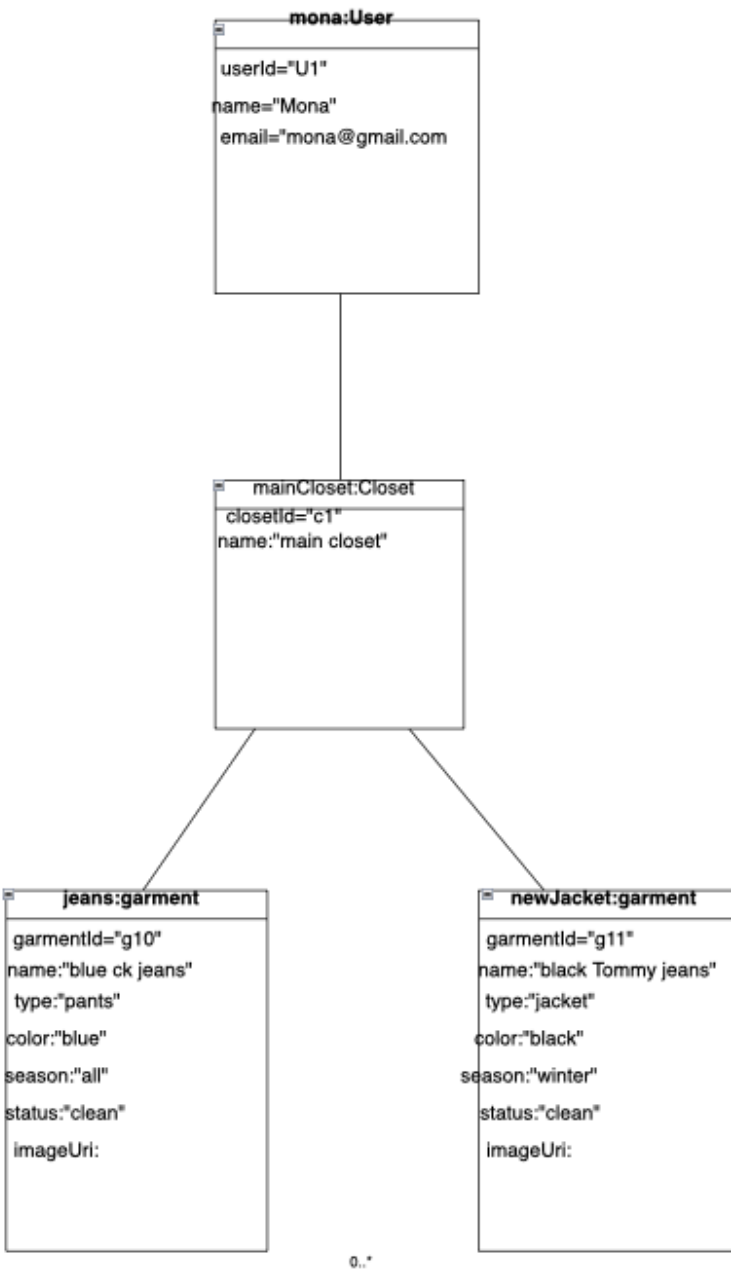 mona:User
userId="U1"
name="Mona"
email="mona@gmail.com
mainCloset:Closet
closetId="c1"
name:"main closet"
jeans:garment
garmentId="g10"
name:"blue ck jeans"
type:"pants"
color:"blue"
season:"all"
status:"clean"
imageUri:
newJacket:garment
garmentId="g11"
name:"black Tommy jeans"
type:"jacket"
color:"black"
season:"winter"
status:"clean"
imageUri:
0..*